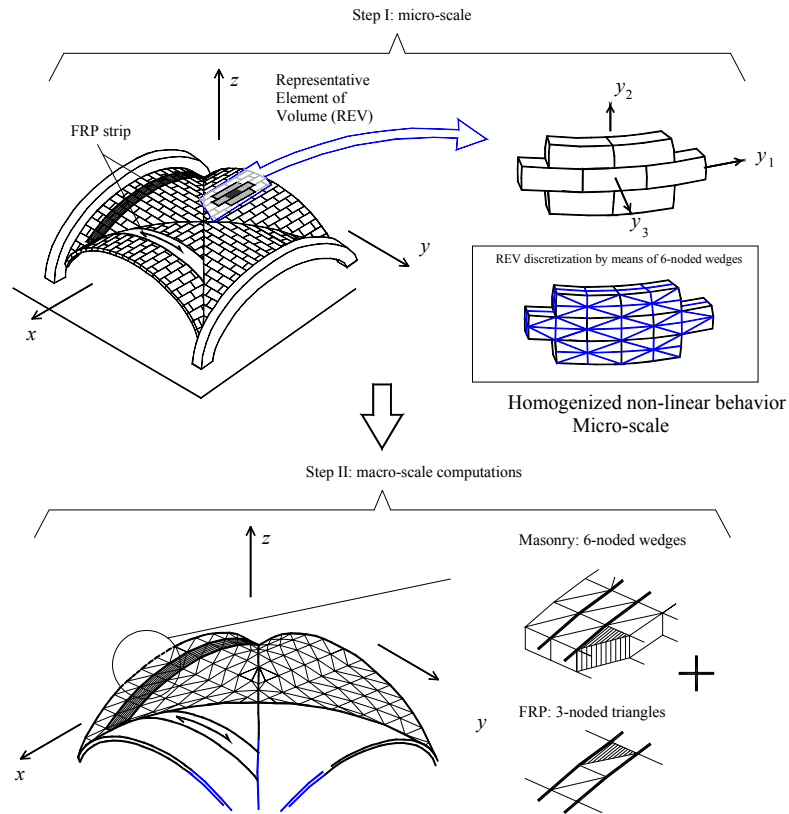 Step I: micro-scale
z
Representative
Element of
Volume (REV)
FRP strip
y2
y1
y3
y
x
REV discretization by means of 6-noded wedges
Homogenized non-linear behavior
Micro-scale
Step II: macro-scale computations
z
Masonry: 6-noded wedges
FRP: 3-noded triangles
y
x